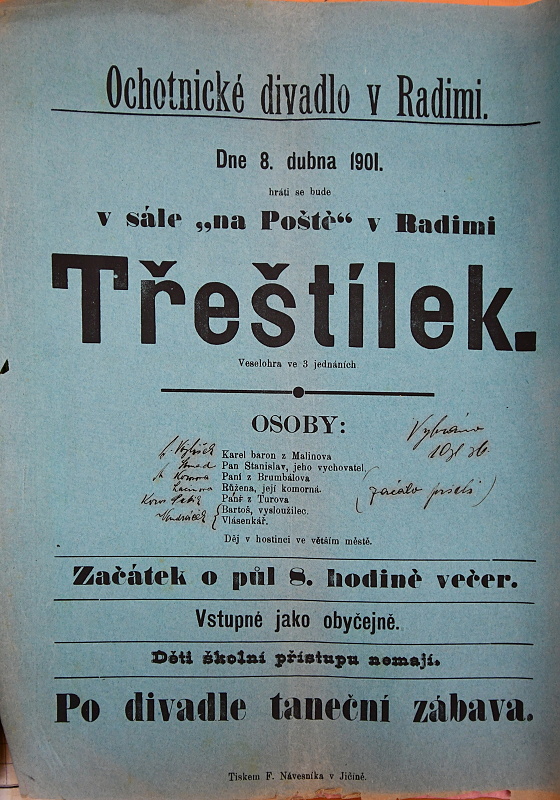 Ochotnické divadlo v Radimi.
Dne 8. dubna 1901.
hráti se bude
v sále „na Poště“ v Radimi
Třeštílek.
Veselohra ve 3 jednáních
OSOBY:
Vybráno
Karel baron z Malinova
Pan Stanislav, jeho vychovatel.
Paní z Brumbálova
Růžena, její komorná.
Paní z Turova
Bartoš, vysloužilec.
Vlásenkář.
Děj v hostinci ve větším městě.
Začátek o půl 8. hodině večer.
Vstupné jako obyčejně.
Děti školní přístupu nemají.
Po divadle taneční zábava.
Tiskem F. Návesníka v Jičíně.